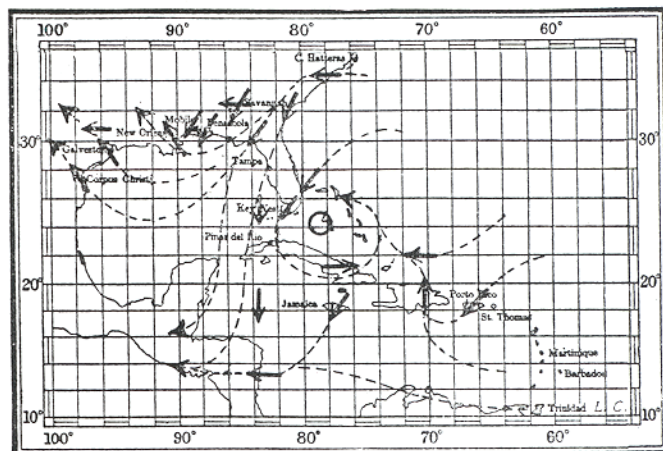 100° 90° 80° 70° 60°
C. Hatteras
Savannah
Mobile
Pensacola
New Orleans
30° Galveston 30°
Tampa
Corpus Christi
Key West
Pinar del Rio
20° 20°
Jamaica Porto Rico
St. Thomas
Martinique
Barbados
10° Trinidad L. C. 10°
100° 90° 80° 70° 60°